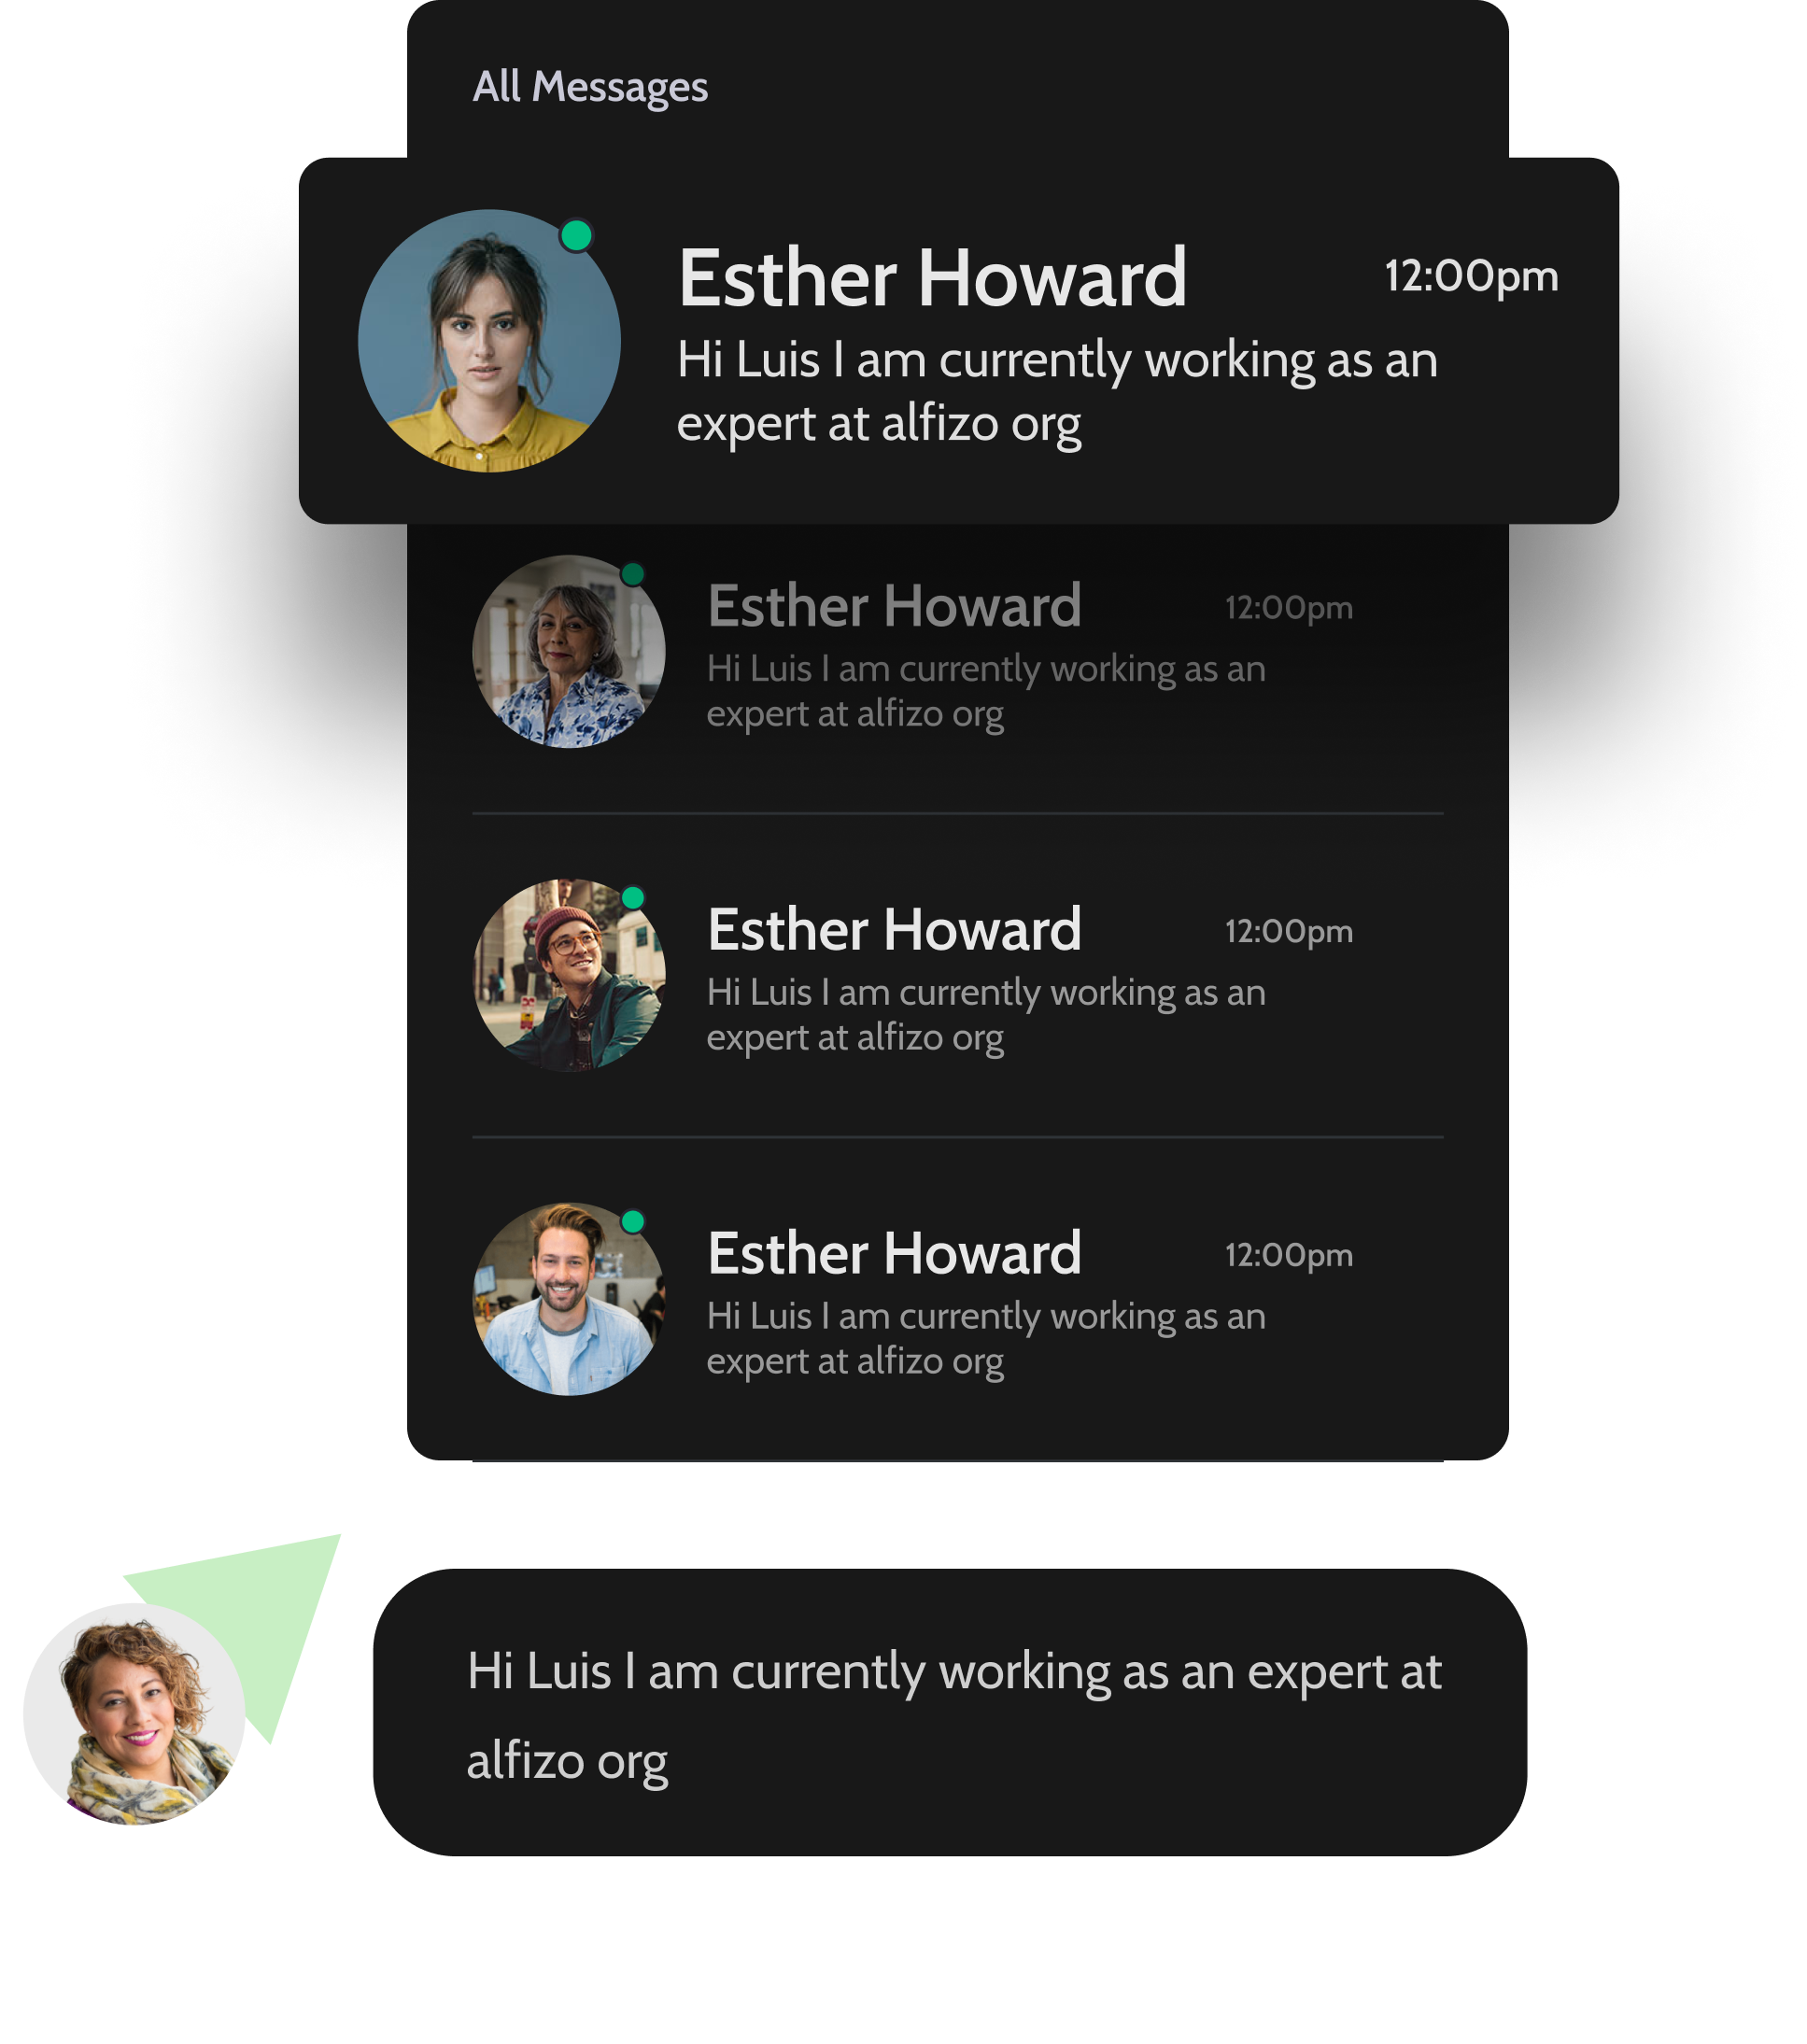 All Messages
Esther Howard
12:00pm
Hi Luis I am currently working as an
expert at alfizo org
Esther Howard
12:00pm
Hi Luis I am currently working as an
expert at alfizo org
Esther Howard
12:00pm
Hi Luis I am currently working as an
expert at alfizo org
Esther Howard
12:00pm
Hi Luis I am currently working as an
expert at alfizo org
Hi Luis I am currently working as an expert at
alfizo org